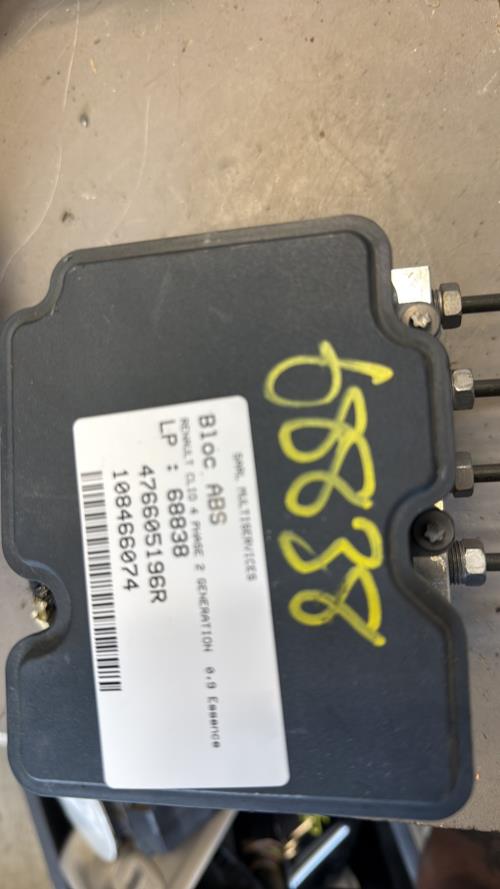 68838
SARL MULTISERVICES
Bloc ABS
RENAULT CLIO 4 PHASE 2 GENERATION 0,9 Essence
LP : 68838
476605196R
108466074